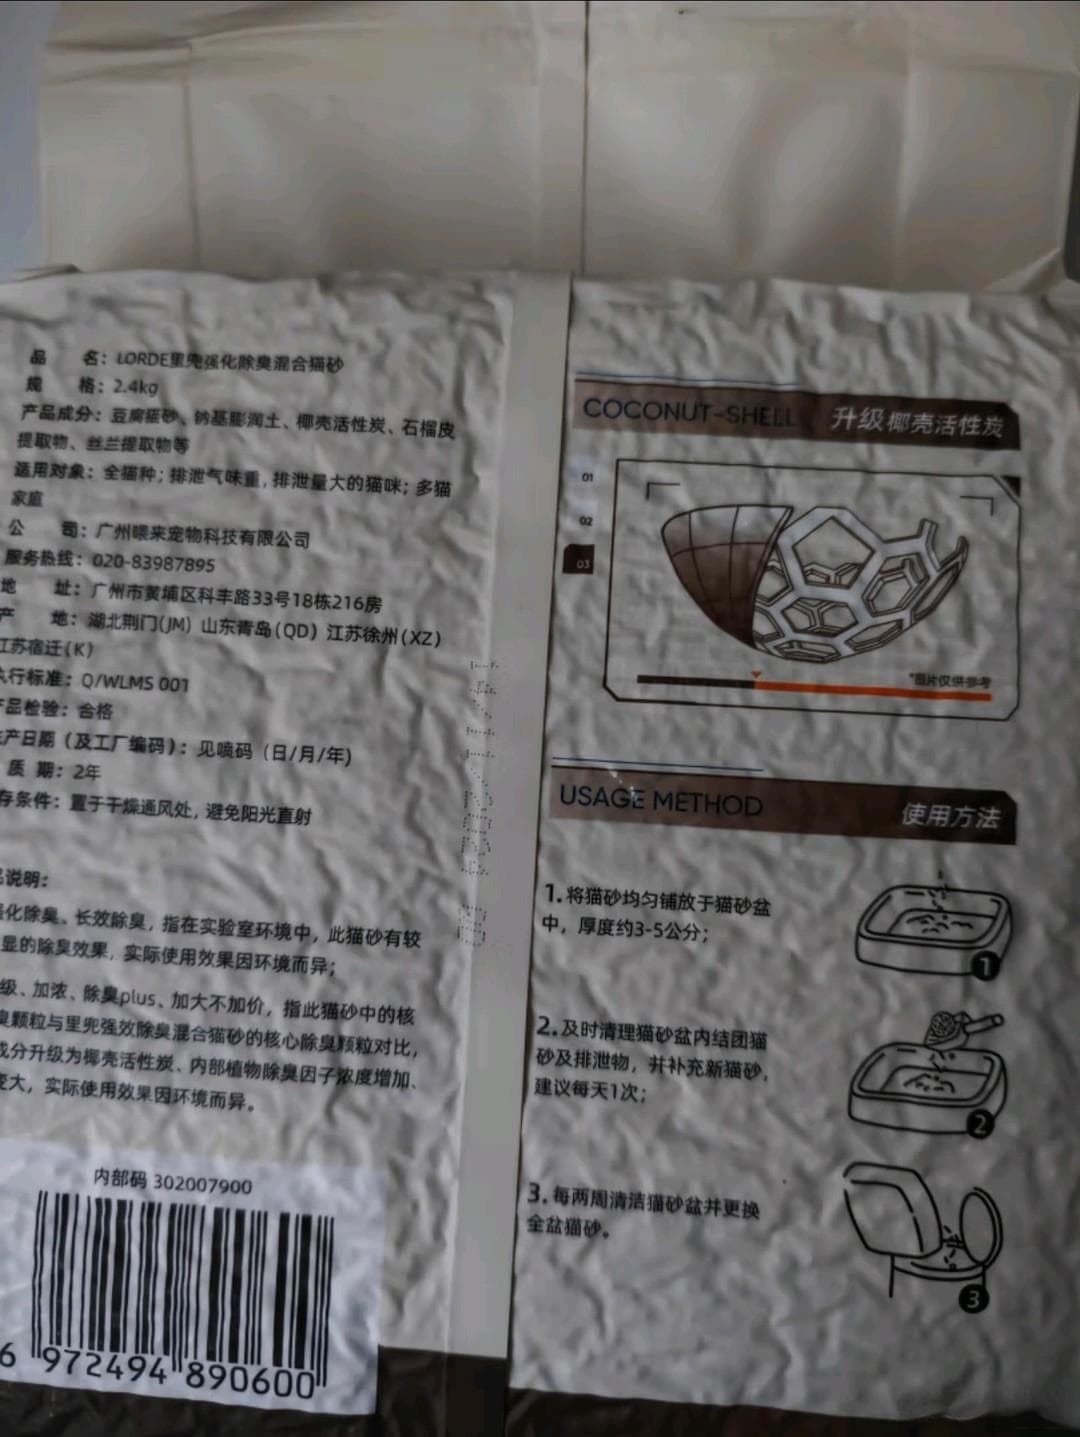 品 名：LORDE里兜强化除臭混合猫砂
规 格：2.4kg
产品成分：豆腐猫砂、钠基膨润土、椰壳活性炭、石榴皮
提取物、丝兰提取物等
适用对象：全猫种；排泄气味重，排泄量大的猫咪；多猫
家庭
公 司：广州喂来宠物科技有限公司
服务热线：020-83987895
地 址：广州市黄埔区科丰路33号18栋216房
产 地：湖北荆门(JM) 山东青岛(QD) 江苏徐州(XZ)
江苏宿迁(K)
执行标准：Q/WLMS 001
产品检验：合格
生产日期（及工厂编码）：见喷码（日/月/年）
质 期：2年
存条件：置于干燥通风处，避免阳光直射
品说明：
强化除臭、长效除臭，指在实验室环境中，此猫砂有较
显的除臭效果，实际使用效果因环境而异；
级、加浓、除臭plus、加大不加价，指此猫砂中的核
臭颗粒与里兜强效除臭混合猫砂的核心除臭颗粒对比，
成分升级为椰壳活性炭、内部植物除臭因子浓度增加、
变大，实际使用效果因环境而异。
内部码 302007900
6 972494 890600
COCONUT-SHELL 升级椰壳活性炭
01
02
03
*图片仅供参考
USAGE METHOD 使用方法
1.将猫砂均匀铺放于猫砂盆
中，厚度约3-5公分；
1
2.及时清理猫砂盆内结团猫
砂及排泄物，并补充新猫砂，
建议每天1次；
2
3.每两周清洁猫砂盆并更换
全盆猫砂。
3